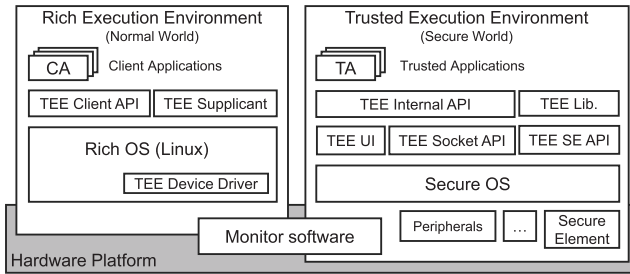 Rich Execution Environment
(Normal World)
CA
Client Applications
TEE Client API
TEE Supplicant
Rich OS (Linux)
TEE Device Driver
Trusted Execution Environment
(Secure World)
TA
Trusted Applications
TEE Internal API
TEE Lib.
TEE UI
TEE Socket API
TEE SE API
Secure OS
Peripherals
...
Secure
Element
Monitor software
Hardware Platform